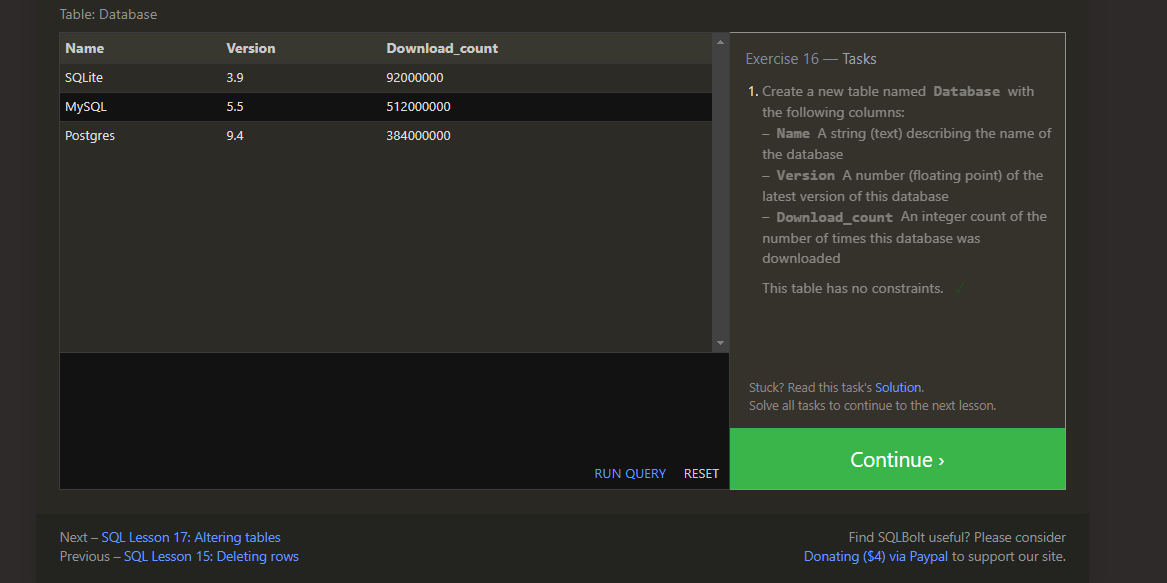 Table: Database
Name Version Download_count
SQLite 3.9 92000000
MySQL 5.5 512000000
Postgres 9.4 384000000
RUN QUERY RESET
Exercise 16 — Tasks
1. Create a new table named Database with
the following columns:
– Name A string (text) describing the name of
the database
– Version A number (floating point) of the
latest version of this database
– Download_count An integer count of the
number of times this database was
downloaded
This table has no constraints. ✓
Stuck? Read this task's Solution.
Solve all tasks to continue to the next lesson.
Continue ›
Next – SQL Lesson 17: Altering tables
Previous – SQL Lesson 15: Deleting rows
Find SQLBolt useful? Please consider
Donating ($4) via Paypal to support our site.